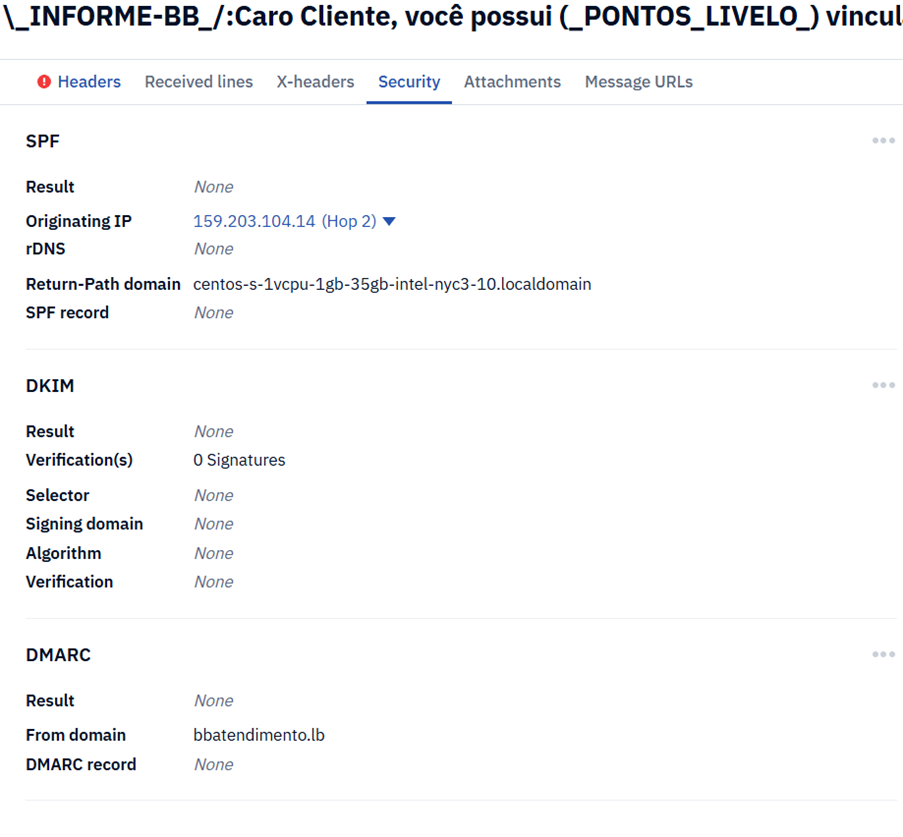 \_INFORME-BB_/:Caro Cliente, você possui (_PONTOS_LIVELO_)
Headers Received lines X-headers Security Attachments Message URLs
SPF
Result None
Originating IP 159.203.104.14 (Hop 2)
rDNS None
Return-Path domain centos-s-1vcpu-1gb-35gb-intel-nyc3-10.localdomain
SPF record None
DKIM
Result None
Verification(s) 0 Signatures
Selector None
Signing domain None
Algorithm None
Verification None
DMARC
Result None
From domain bbatendimento.lb
DMARC record None